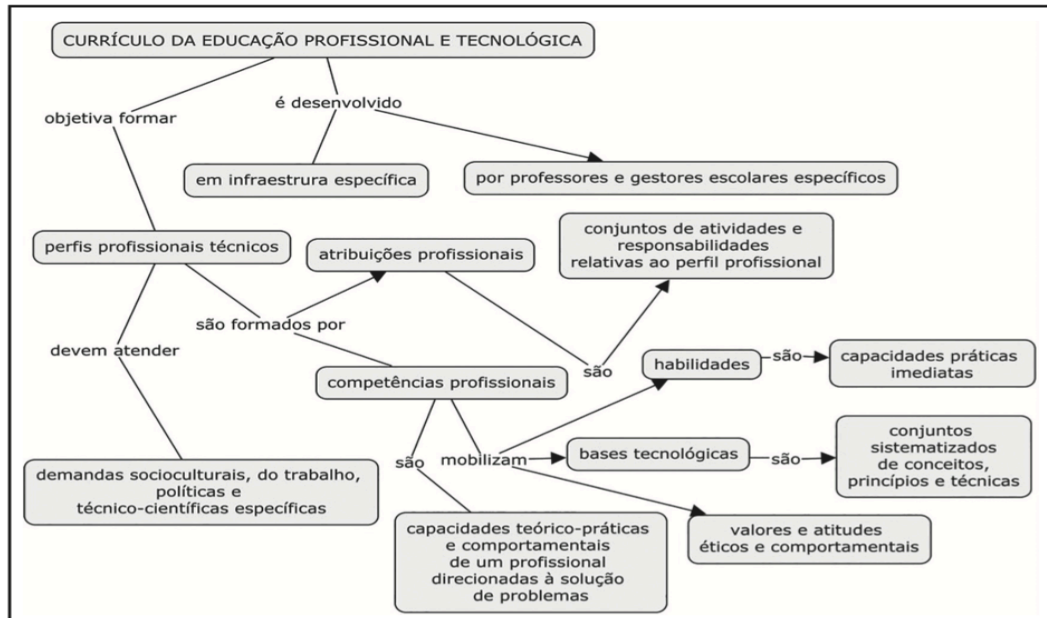 CURRÍCULO DA EDUCAÇÃO PROFISSIONAL E TECNOLÓGICA
é desenvolvido
objetiva formar
em infraestrura específica
por professores e gestores escolares específicos
perfis profissionais técnicos
atribuições profissionais
conjuntos de atividades e
responsabilidades
relativas ao perfil profissional
são formados por
devem atender
são
habilidades
são
capacidades práticas
imediatas
competências profissionais
são
mobilizam
bases tecnológicas
são
conjuntos
sistematizados
de conceitos,
princípios e técnicas
demandas socioculturais, do trabalho,
políticas e
técnico-científicas específicas
capacidades teórico-práticas
e comportamentais
de um profissional
direcionadas à solução
de problemas
valores e atitudes
éticos e comportamentais